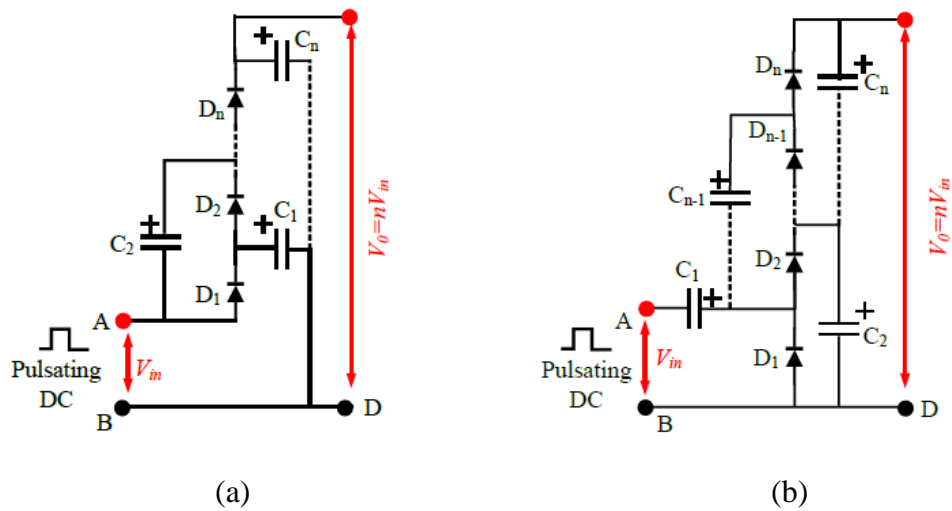 +
Cn
Dn
D2
+
C1
+
C2
D1
A
Vin
Pulsating
DC
B
D
V0=nVin
(a)
Dn
+
Cn
Dn-1
+
Cn-1
D2
C1
+
A
+
C2
D1
Vin
Pulsating
DC
B
D
V0=nVin
(b)